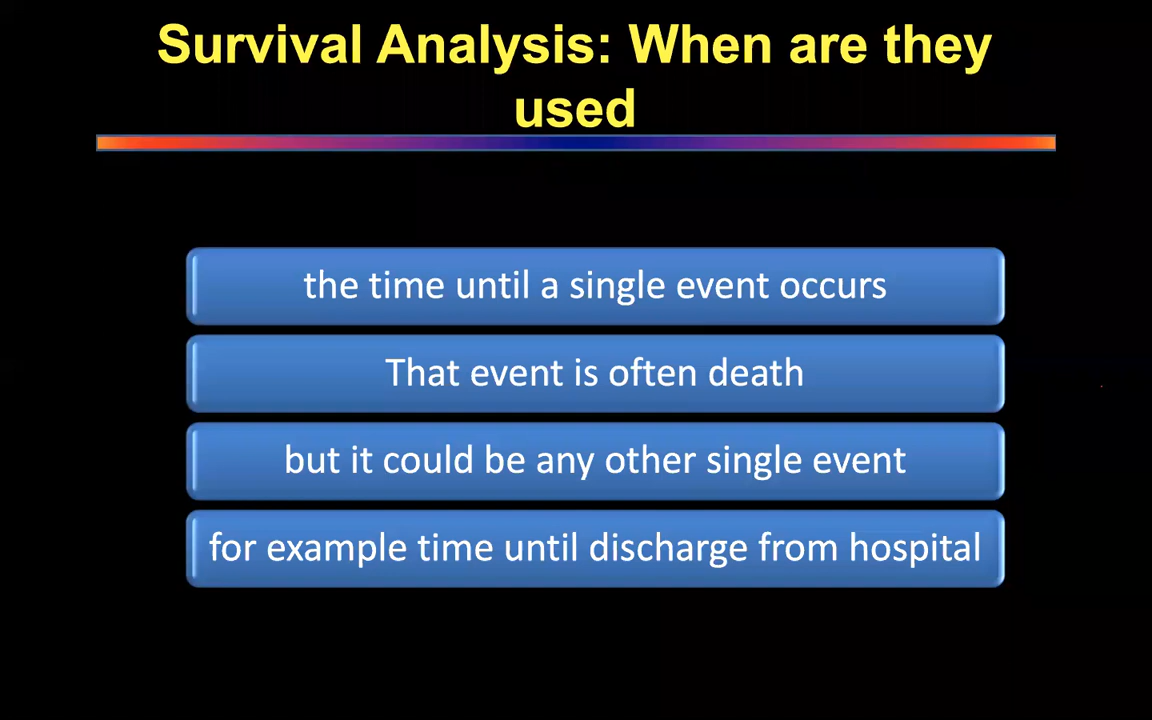 Survival Analysis: When are they
used
the time until a single event occurs
That event is often death
but it could be any other single event
for example time until discharge from hospital